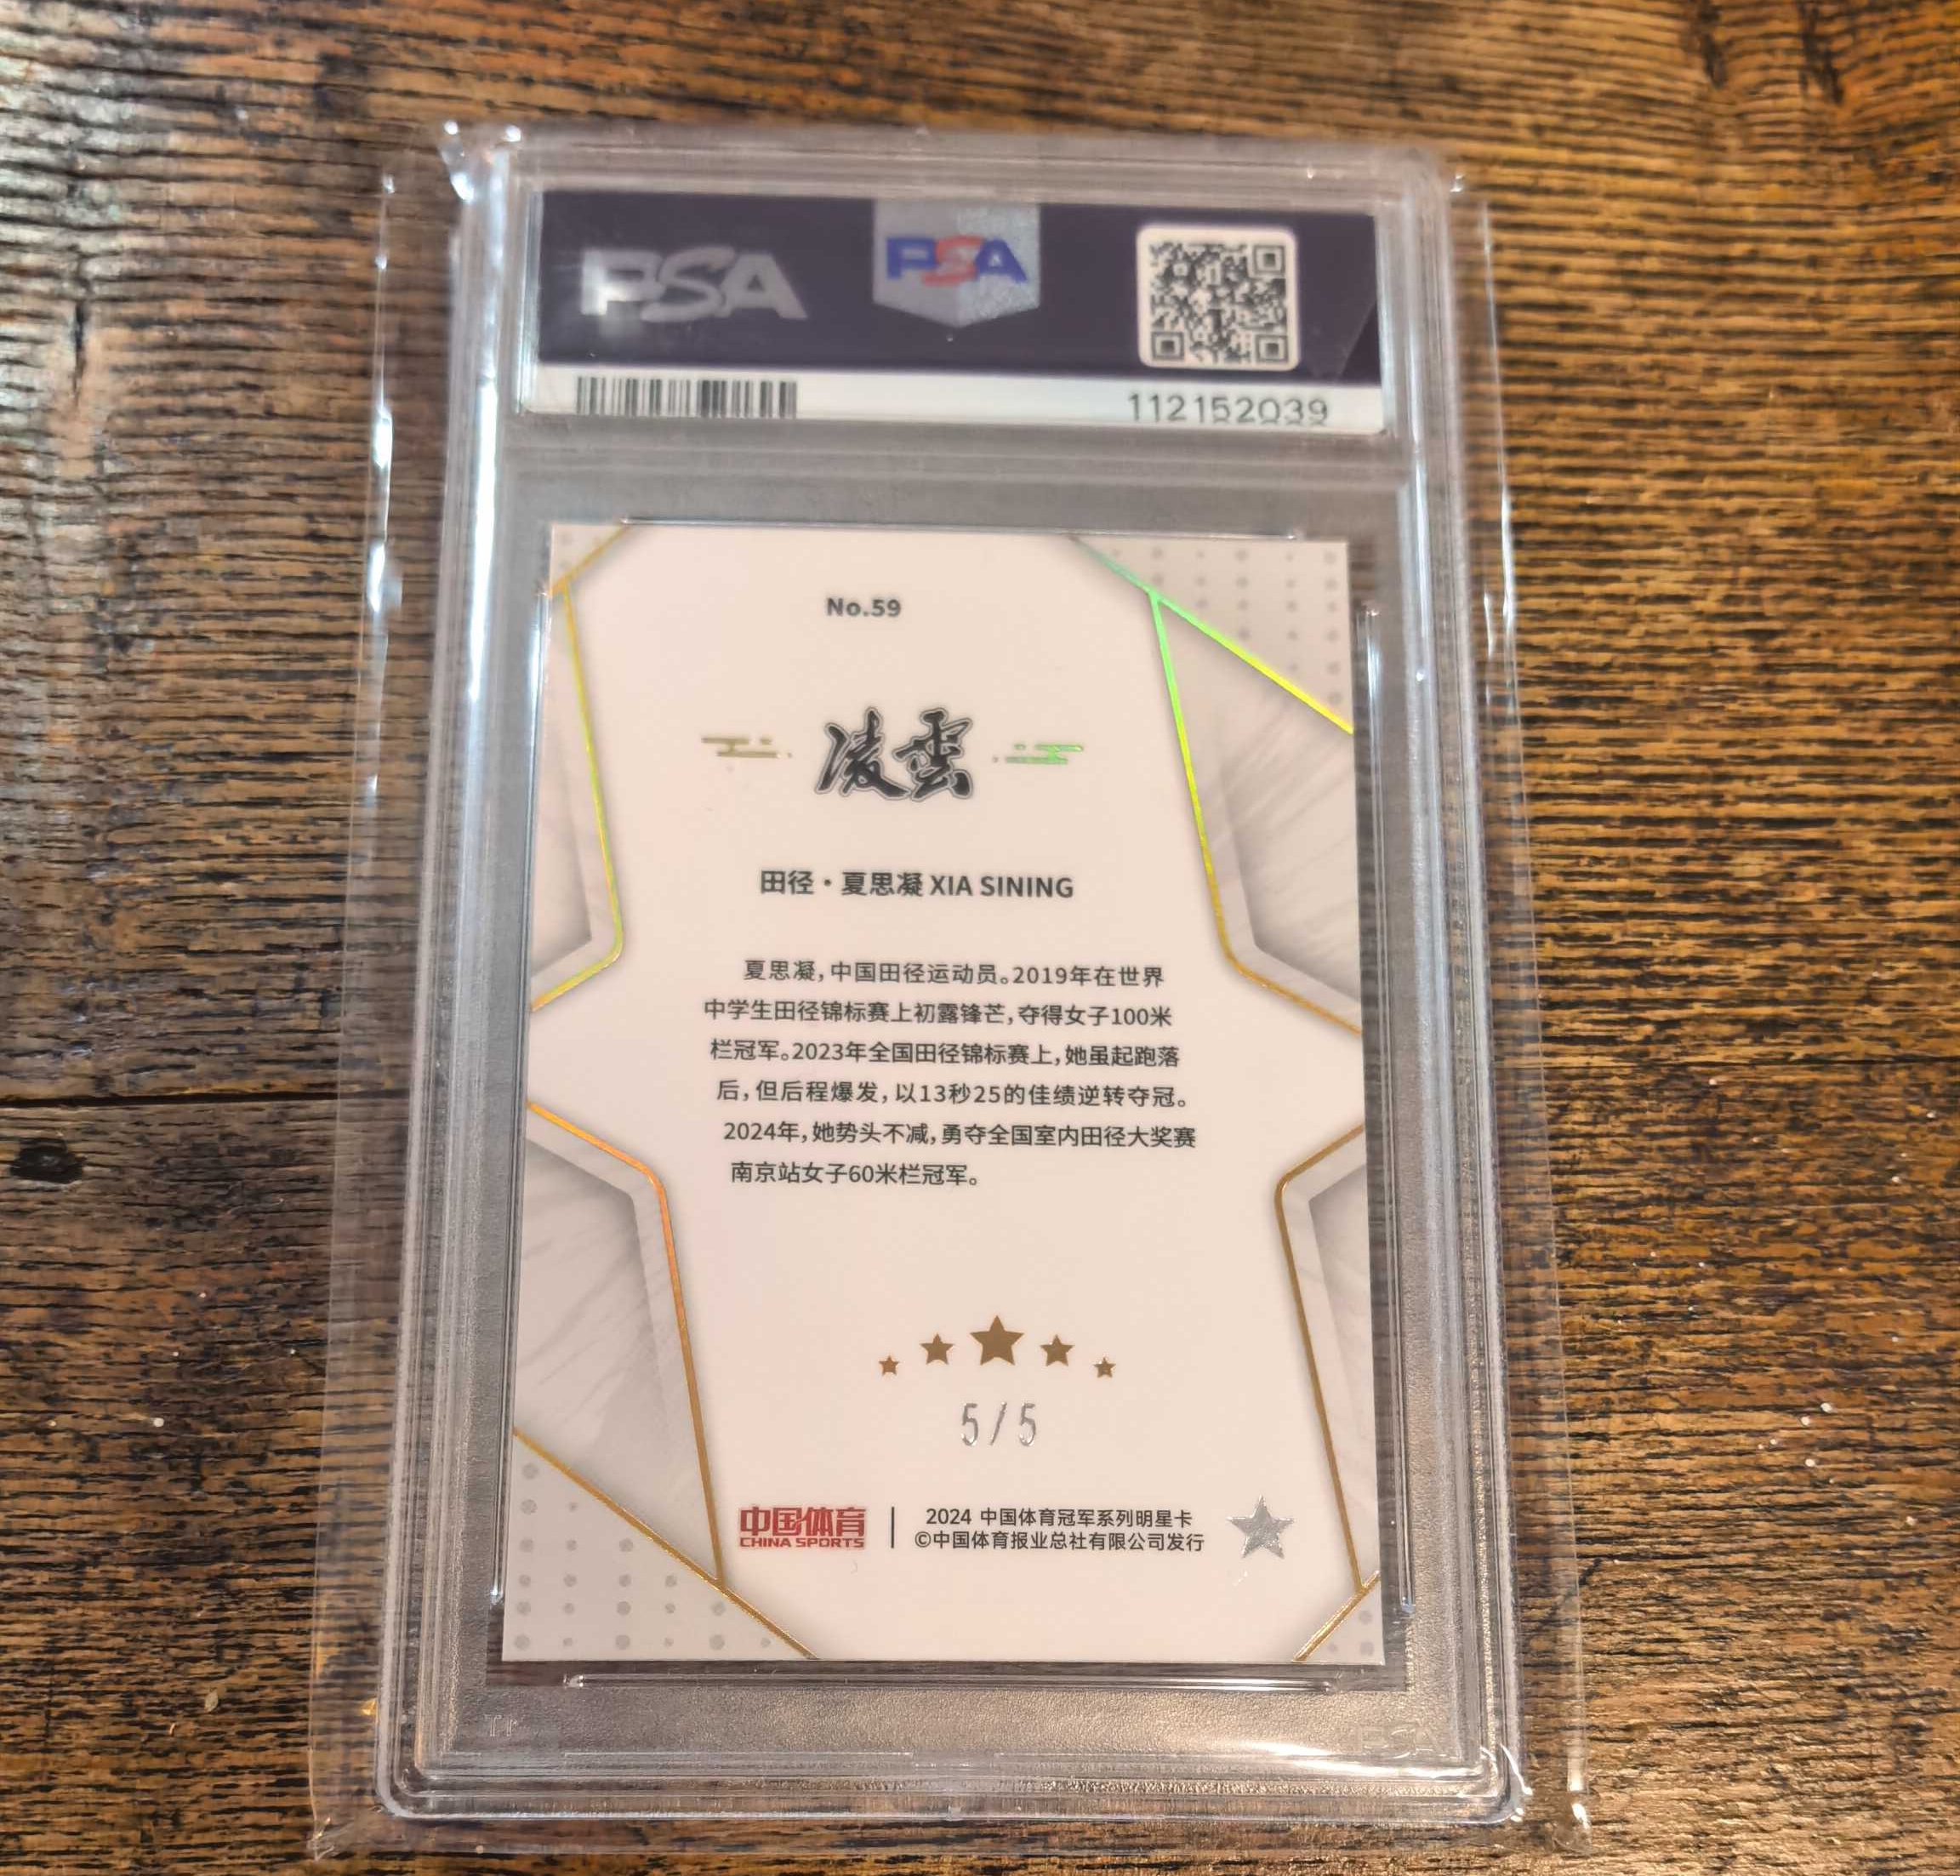 PSA
PSA
112152039
No.59
凌雲
田径·夏思凝 XIA SINING
夏思凝,中国田径运动员。2019年在世界
中学生田径锦标赛上初露锋芒,夺得女子100米
栏冠军。2023年全国田径锦标赛上,她虽起跑落
后,但后程爆发,以13秒25的佳绩逆转夺冠。
2024年,她势头不减,勇夺全国室内田径大奖赛
南京站女子60米栏冠军。
5/5
中国体育
CHINA SPORTS
2024 中国体育冠军系列明星卡
©中国体育报业总社有限公司发行